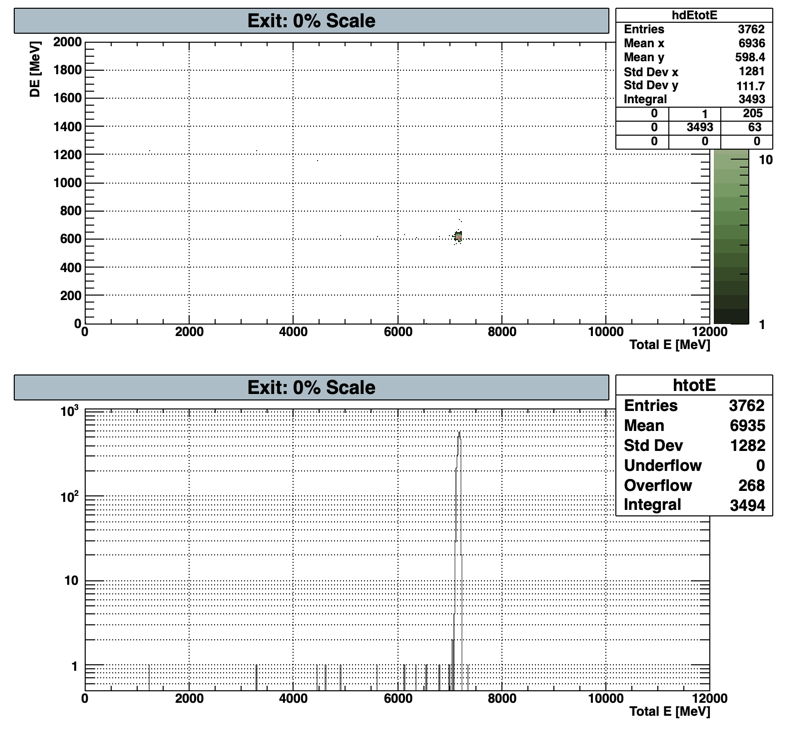 Exit: 0% Scale
hdEtotE
Entries 3762
Mean x 6936
Mean y 598.4
Std Dev x 1281
Std Dev y 111.7
Integral 3493
0 1 205
0 3493 63
0 0 0
DE [MeV]
2000
1800
1600
1400
1200
1000
800
600
400
200
0
0 2000 4000 6000 8000 10000 12000
Total E [MeV]
10
1
Exit: 0% Scale
htotE
Entries 3762
Mean 6935
Std Dev 1282
Underflow 0
Overflow 268
Integral 3494
10³
10²
10
1
0 2000 4000 6000 8000 10000 12000
Total E [MeV]